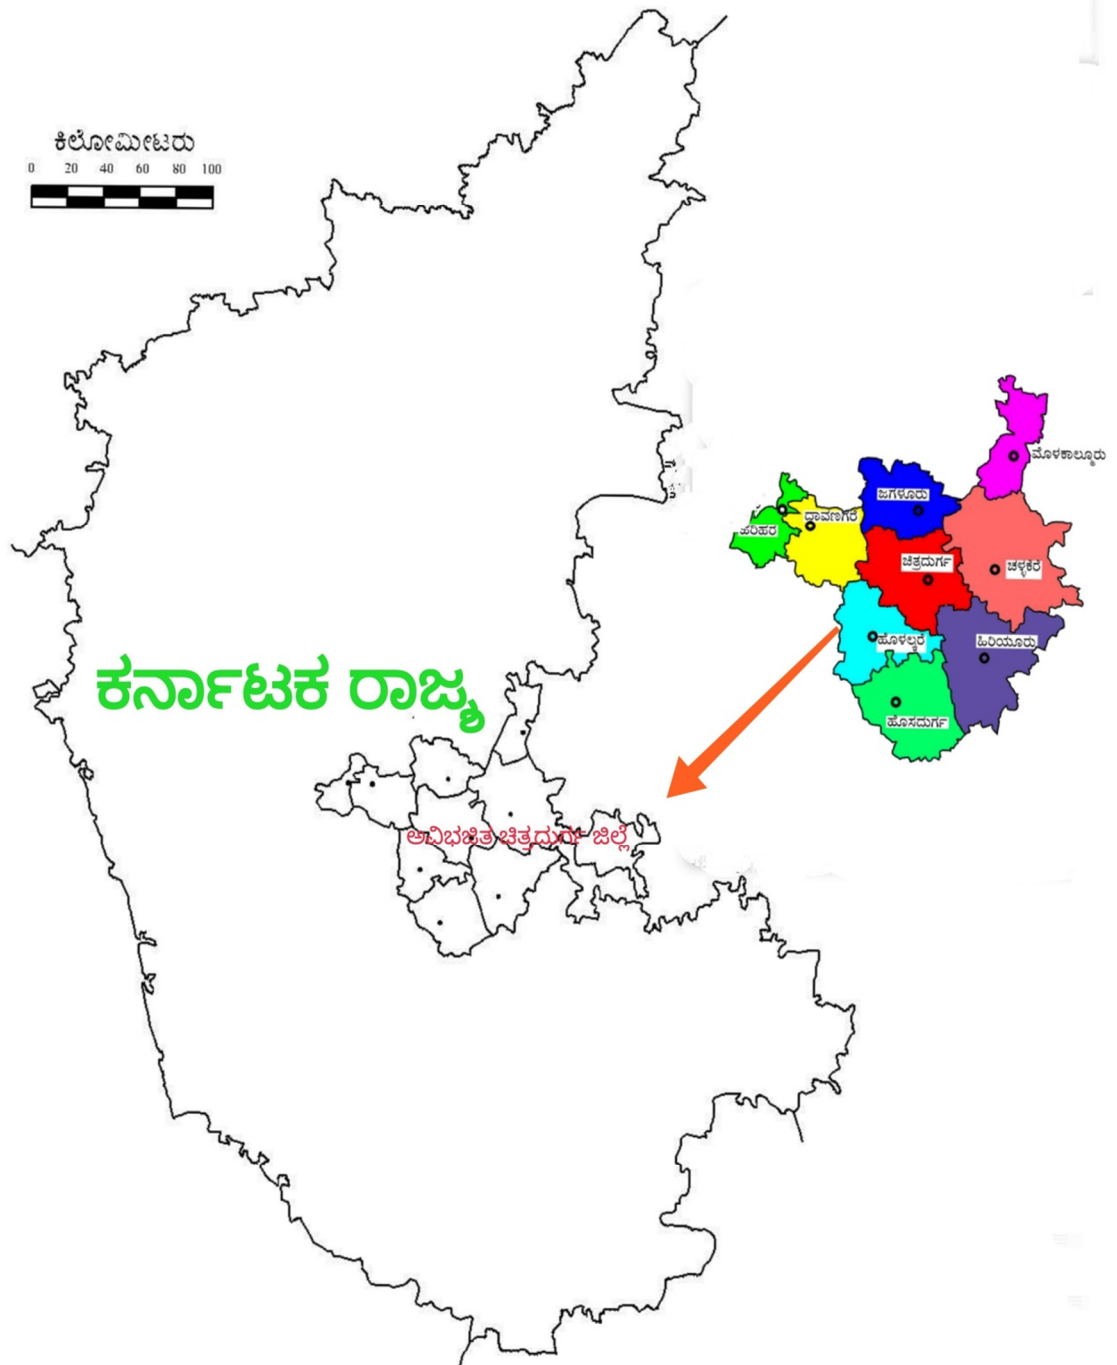 ಕಿಲೋಮೀಟರು
0 20 40 60 80 100
ಮೊಳಕಾಲ್ಮೂರು
ಜಗಳೂರು
ದಾವಣಗೆರೆ
ಹರಿಹರ
ಚಿತ್ರದುರ್ಗ
ಚಳ್ಳಕೆರೆ
ಹೊಳಲ್ಕರೆ
ಹಿರಿಯೂರು
ಹೊಸದುರ್ಗ
ಕರ್ನಾಟಕ ರಾಜ್ಯ
ಅವಿಭಜಿತ ಚಿತ್ರದುರ್ಗ ಜಿಲ್ಲೆ